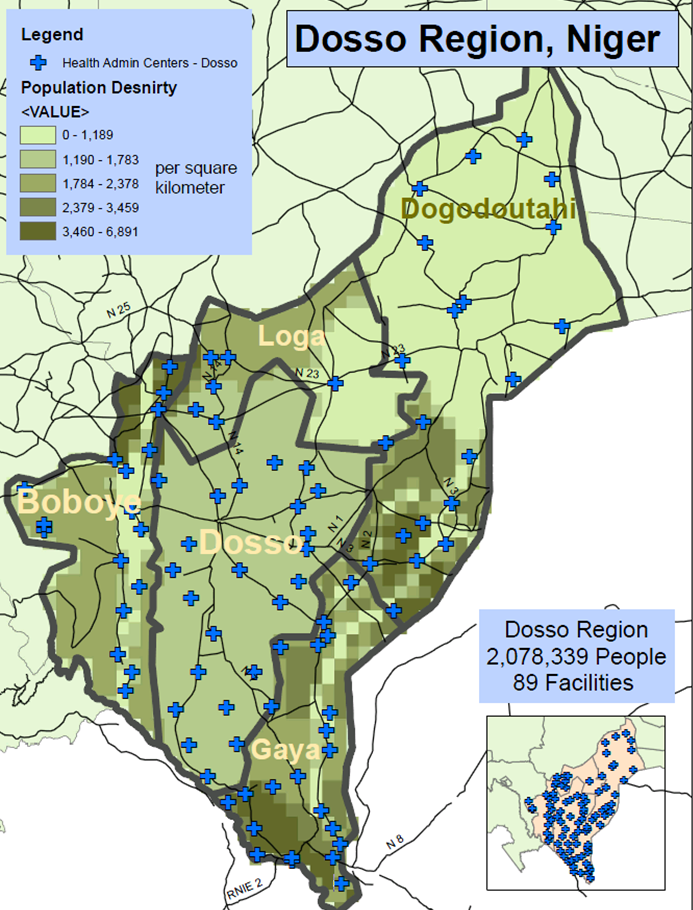 Dosso Region, Niger
Legend
Health Admin Centers - Dosso
Population Desnirty
<VALUE>
0 - 1,189
1,190 - 1,783
1,784 - 2,378
2,379 - 3,459
3,460 - 6,891
per square
kilometer
Dogodoutahi
N 25
Loga
N 23
N 14
N 23
N 14
Boboye
N 3
N 1
Dosso
N 3
N 2
Dosso Region
2,078,339 People
89 Facilities
Gaya
N 8
RNIE 2